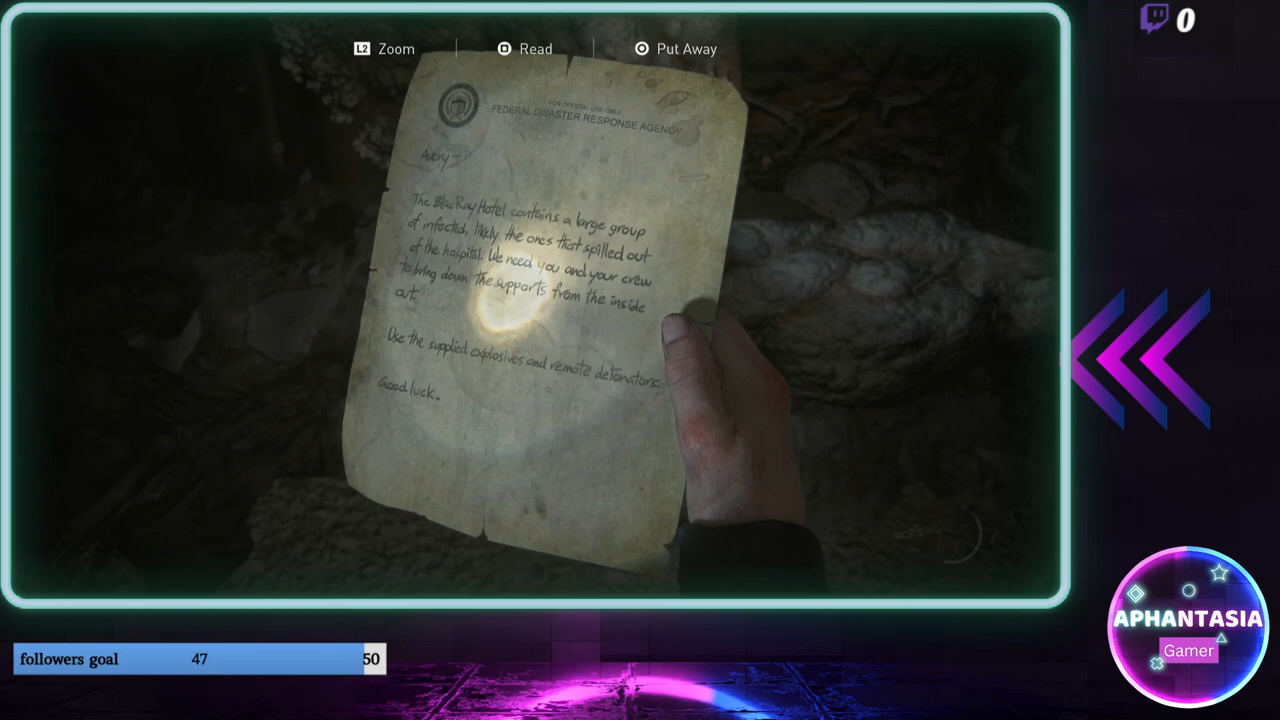 L2 Zoom
Read
Put Away
0
FOR OFFICIAL USE ONLY
FEDERAL DISASTER RESPONSE AGENCY
Avery—
The BlacRay Hotel contains a large group
of infected, likely the ones that spilled out
of the hospital. We need you and your crew
to bring down the supports from the inside
out.
Use the supplied explosives and remote detonators.
Good luck.
APHANTASIA
Gamer
followers goal 47 50